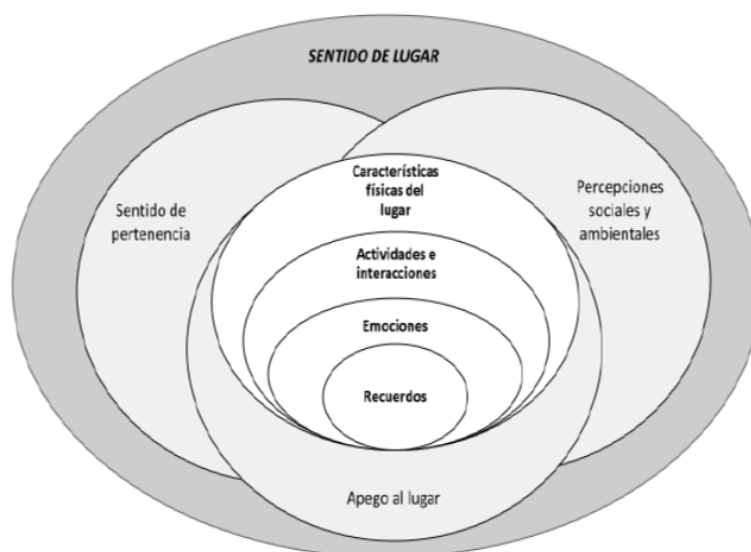 SENTIDO DE LUGAR
Características
físicas del
lugar
Sentido de
pertenencia
Percepciones
sociales y
ambientales
Actividades e
interacciones
Emociones
Recuerdos
Apego al lugar